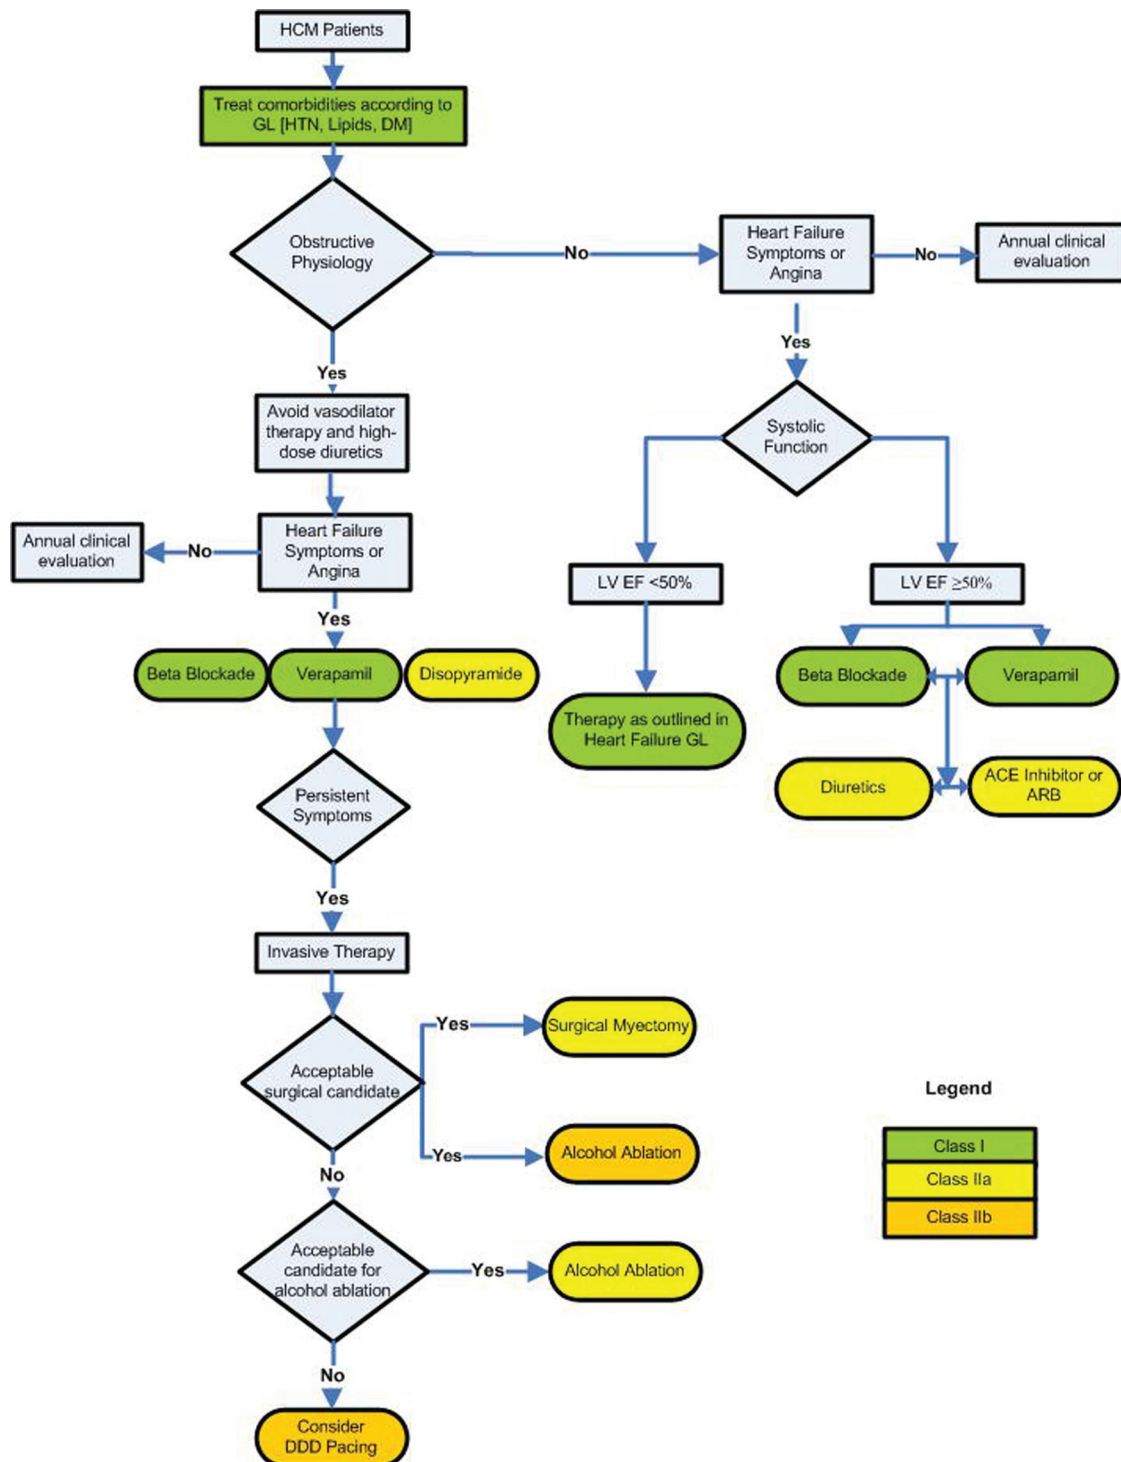 HCM Patients
Treat comorbidities according to
GL [HTN, Lipids, DM]
Obstructive
Physiology
No
Heart Failure
Symptoms or
Angina
No
Annual clinical
evaluation
Yes
Avoid vasodilator
therapy and high-
dose diuretics
Yes
Systolic
Function
Annual clinical
evaluation
No
Heart Failure
Symptoms or
Angina
LV EF <50%
LV EF ≥50%
Yes
Beta Blockade
Verapamil
Disopyramide
Beta Blockade
Verapamil
Therapy as outlined in
Heart Failure GL
Diuretics
ACE Inhibitor or
ARB
Persistent
Symptoms
Yes
Invasive Therapy
Acceptable
surgical candidate
Yes
Surgical Myectomy
Yes
Alcohol Ablation
No
Acceptable
candidate for
alcohol ablation
Yes
Alcohol Ablation
No
Consider
DDD Pacing
Legend
Class I
Class IIa
Class IIb